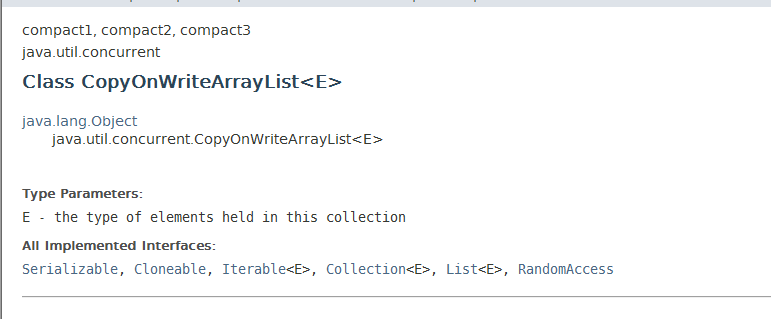 compact1, compact2, compact3
java.util.concurrent
Class CopyOnWriteArrayList<E>
java.lang.Object
java.util.concurrent.CopyOnWriteArrayList<E>
Type Parameters:
E - the type of elements held in this collection
All Implemented Interfaces:
Serializable, Cloneable, Iterable<E>, Collection<E>, List<E>, RandomAccess